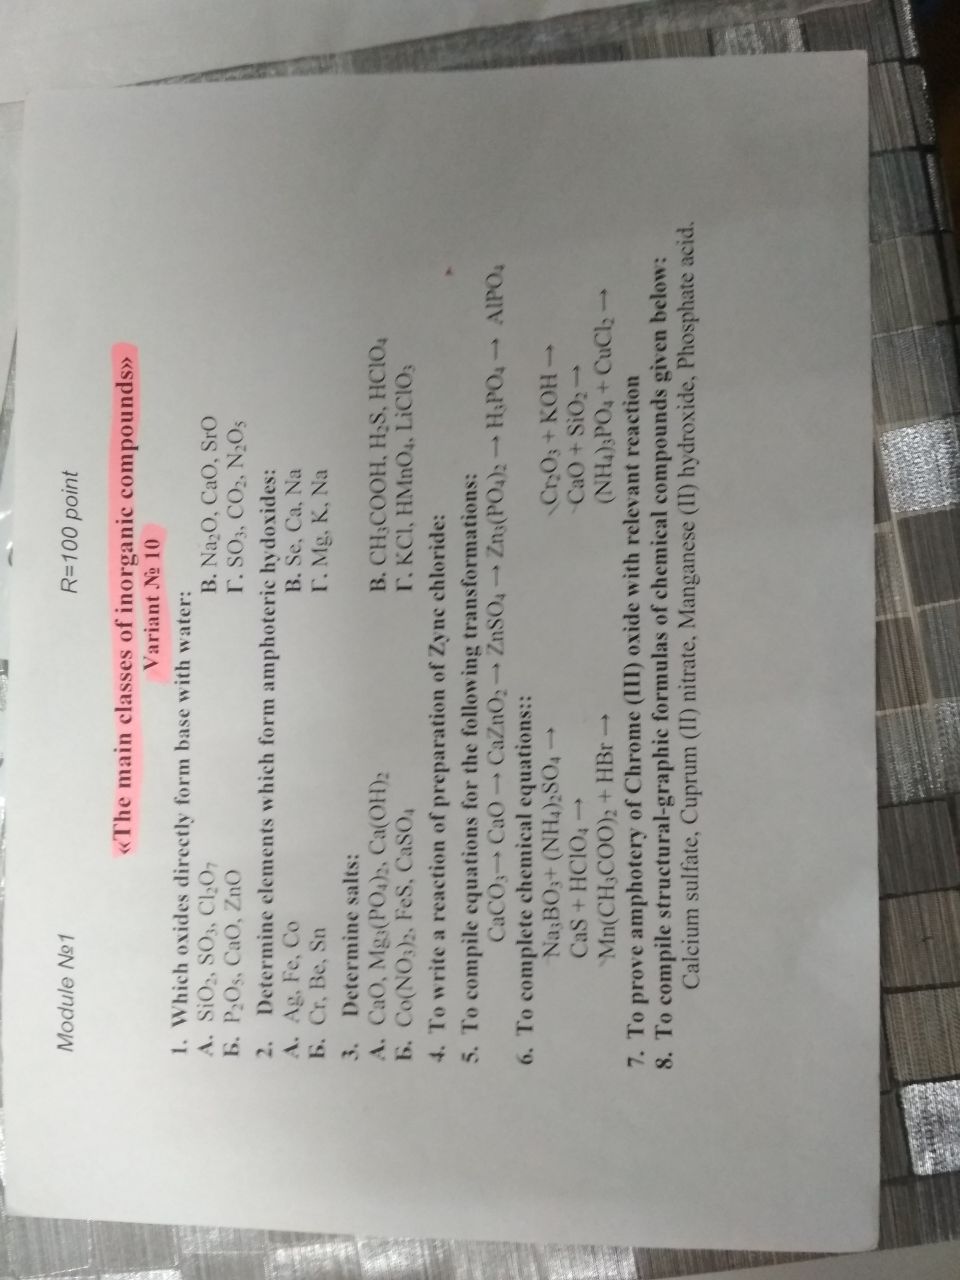 Module №1 R=100 point
«The main classes of inorganic compounds»
Variant № 10
1. Which oxides directly form base with water:
А. SiO₂, SO₃, Cl₂O₇ В. Na₂O, CaO, SrO
Б. P₂O₅, CaO, ZnO Г. SO₃, CO₂, N₂O₅
2. Determine elements which form amphoteric hydoxides:
А. Ag, Fe, Co В. Se, Ca, Na
Б. Cr, Be, Sn Г. Mg, K, Na
3. Determine salts:
А. CaO, Mg₃(PO₄)₂, Ca(OH)₂ В. CH₃COOH, H₂S, HClO₄
Б. Co(NO₃)₂, FeS, CaSO₄ Г. KCl, HMnO₄, LiClO₃
4. To write a reaction of preparation of Zync chloride:
5. To compile equations for the following transformations:
CaCO₃→ CaO → CaZnO₂ → ZnSO₄ → Zn₃(PO₄)₂ → H₃PO₄ → AlPO₄
6. To complete chemical equations::
Na₃BO₃+ (NH₄)₂SO₄ → Cr₂O₃ + KOH →
CaS + HClO₄ → CaO + SiO₂ →
Mn(CH₃COO)₂ + HBr → (NH₄)₃PO₄ + CuCl₂ →
7. To prove amphotery of Chrome (III) oxide with relevant reaction
8. To compile structural-graphic formulas of chemical compounds given below:
Calcium sulfate, Cuprum (II) nitrate, Manganese (II) hydroxide, Phosphate acid.